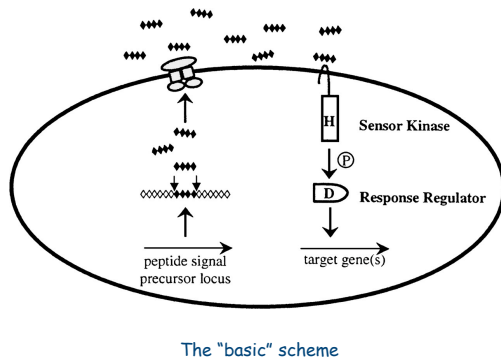 H
Sensor Kinase
P
D
Response Regulator
peptide signal
precursor locus
target gene(s)
The "basic" scheme